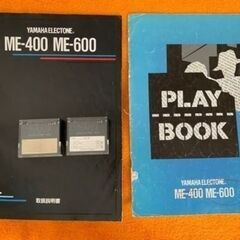 YAMAHA ELECTONE.
ME-400 ME-600
取扱説明書
PLAY
BOOK
YAMAHA ELECTONE.
ME-400 ME-600